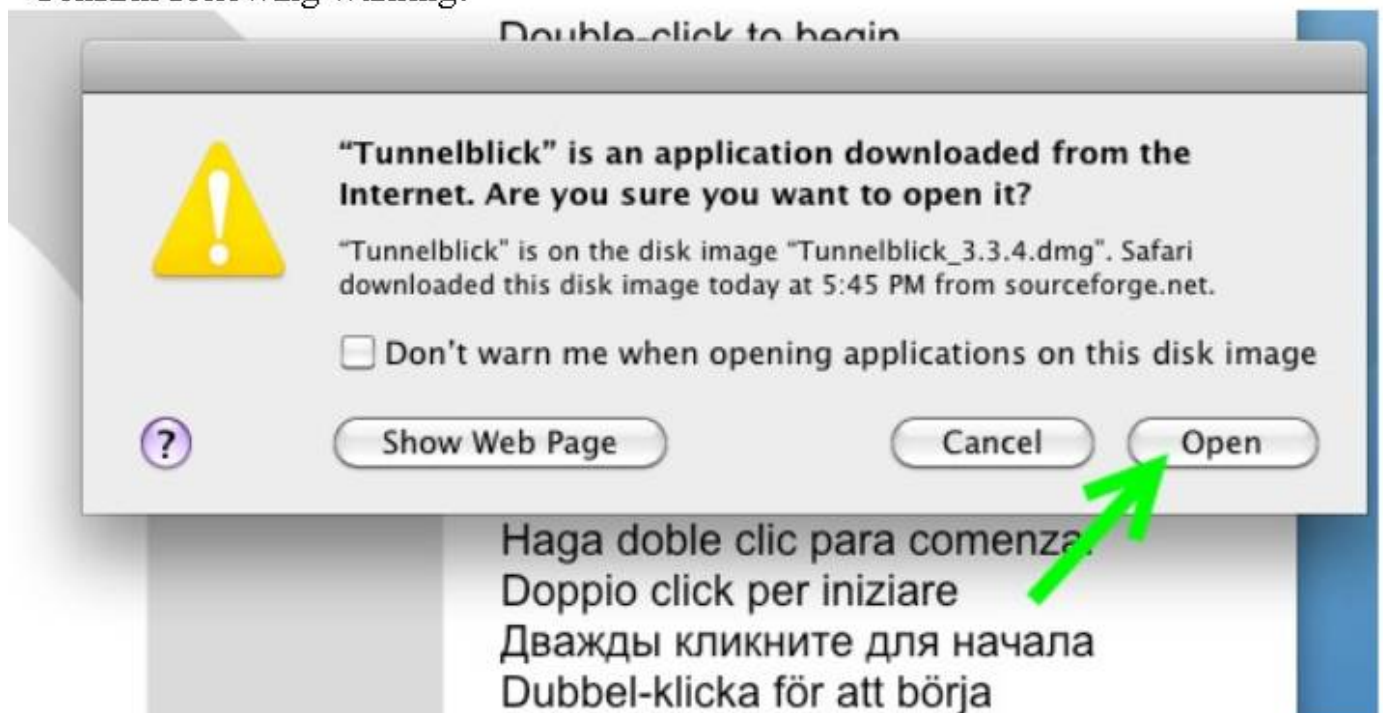 Double-click to begin
“Tunnelblick” is an application downloaded from the
Internet. Are you sure you want to open it?
“Tunnelblick” is on the disk image “Tunnelblick_3.3.4.dmg”. Safari
downloaded this disk image today at 5:45 PM from sourceforge.net.
Don’t warn me when opening applications on this disk image
? Show Web Page Cancel Open
Haga doble clic para comenzar
Doppio click per iniziare
Дважды кликните для начала
Dubbel-klicka för att börja